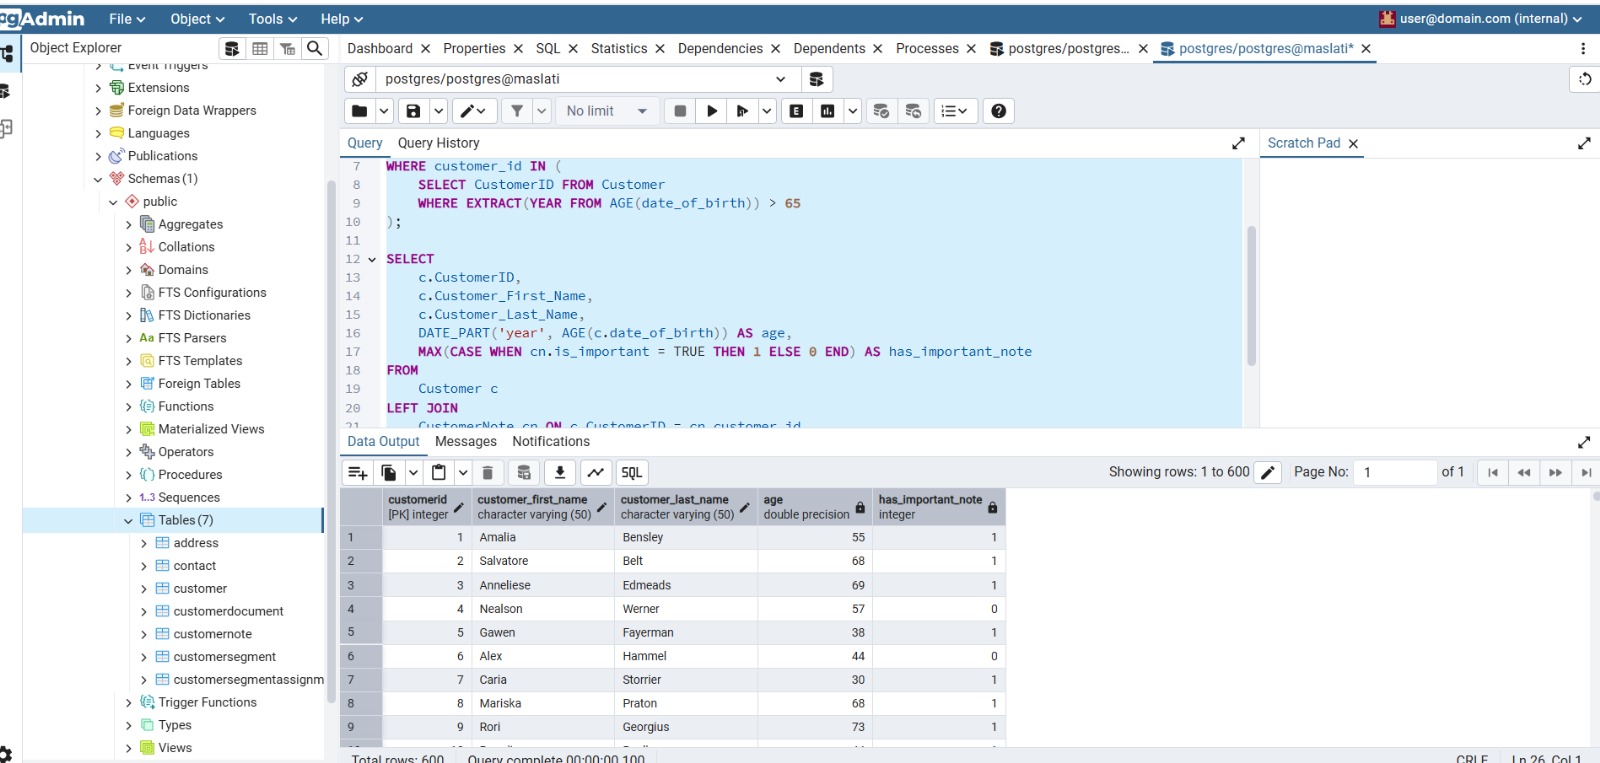 pgAdmin File Object Tools Help user@domain.com (internal)
Object Explorer
Dashboard Properties SQL Statistics Dependencies Dependents Processes postgres/postgres... postgres/postgres@maslati*
postgres/postgres@maslati
No limit E
Query Query History
Scratch Pad
Event Triggers
Extensions
Foreign Data Wrappers
Languages
Publications
Schemas (1)
public
Aggregates
Collations
Domains
FTS Configurations
FTS Dictionaries
Aa FTS Parsers
FTS Templates
Foreign Tables
Functions
Materialized Views
Operators
Procedures
1..3 Sequences
Tables (7)
address
contact
customer
customerdocument
customernote
customersegment
customersegmentassignm
Trigger Functions
Types
Views
7 WHERE customer_id IN (
8 SELECT CustomerID FROM Customer
9 WHERE EXTRACT(YEAR FROM AGE(date_of_birth)) > 65
10 );
11
12 SELECT
13 c.CustomerID,
14 c.Customer_First_Name,
15 c.Customer_Last_Name,
16 DATE_PART('year', AGE(c.date_of_birth)) AS age,
17 MAX(CASE WHEN cn.is_important = TRUE THEN 1 ELSE 0 END) AS has_important_note
18 FROM
19 Customer c
20 LEFT JOIN
21 CustomerNote cn ON c.CustomerID = cn.customer_id
Data Output Messages Notifications
SQL Showing rows: 1 to 600 Page No: 1 of 1
customerid customer_first_name customer_last_name age has_important_note
[PK] integer character varying (50) character varying (50) double precision integer
1 1 Amalia Bensley 55 1
2 2 Salvatore Belt 68 1
3 3 Anneliese Edmeads 69 1
4 4 Nealson Werner 57 0
5 5 Gawen Fayerman 38 1
6 6 Alex Hammel 44 0
7 7 Caria Storrier 30 1
8 8 Mariska Praton 68 1
9 9 Rori Georgius 73 1
Total rows: 600 Query complete 00:00:00.100 CRLF Ln 26, Col 1